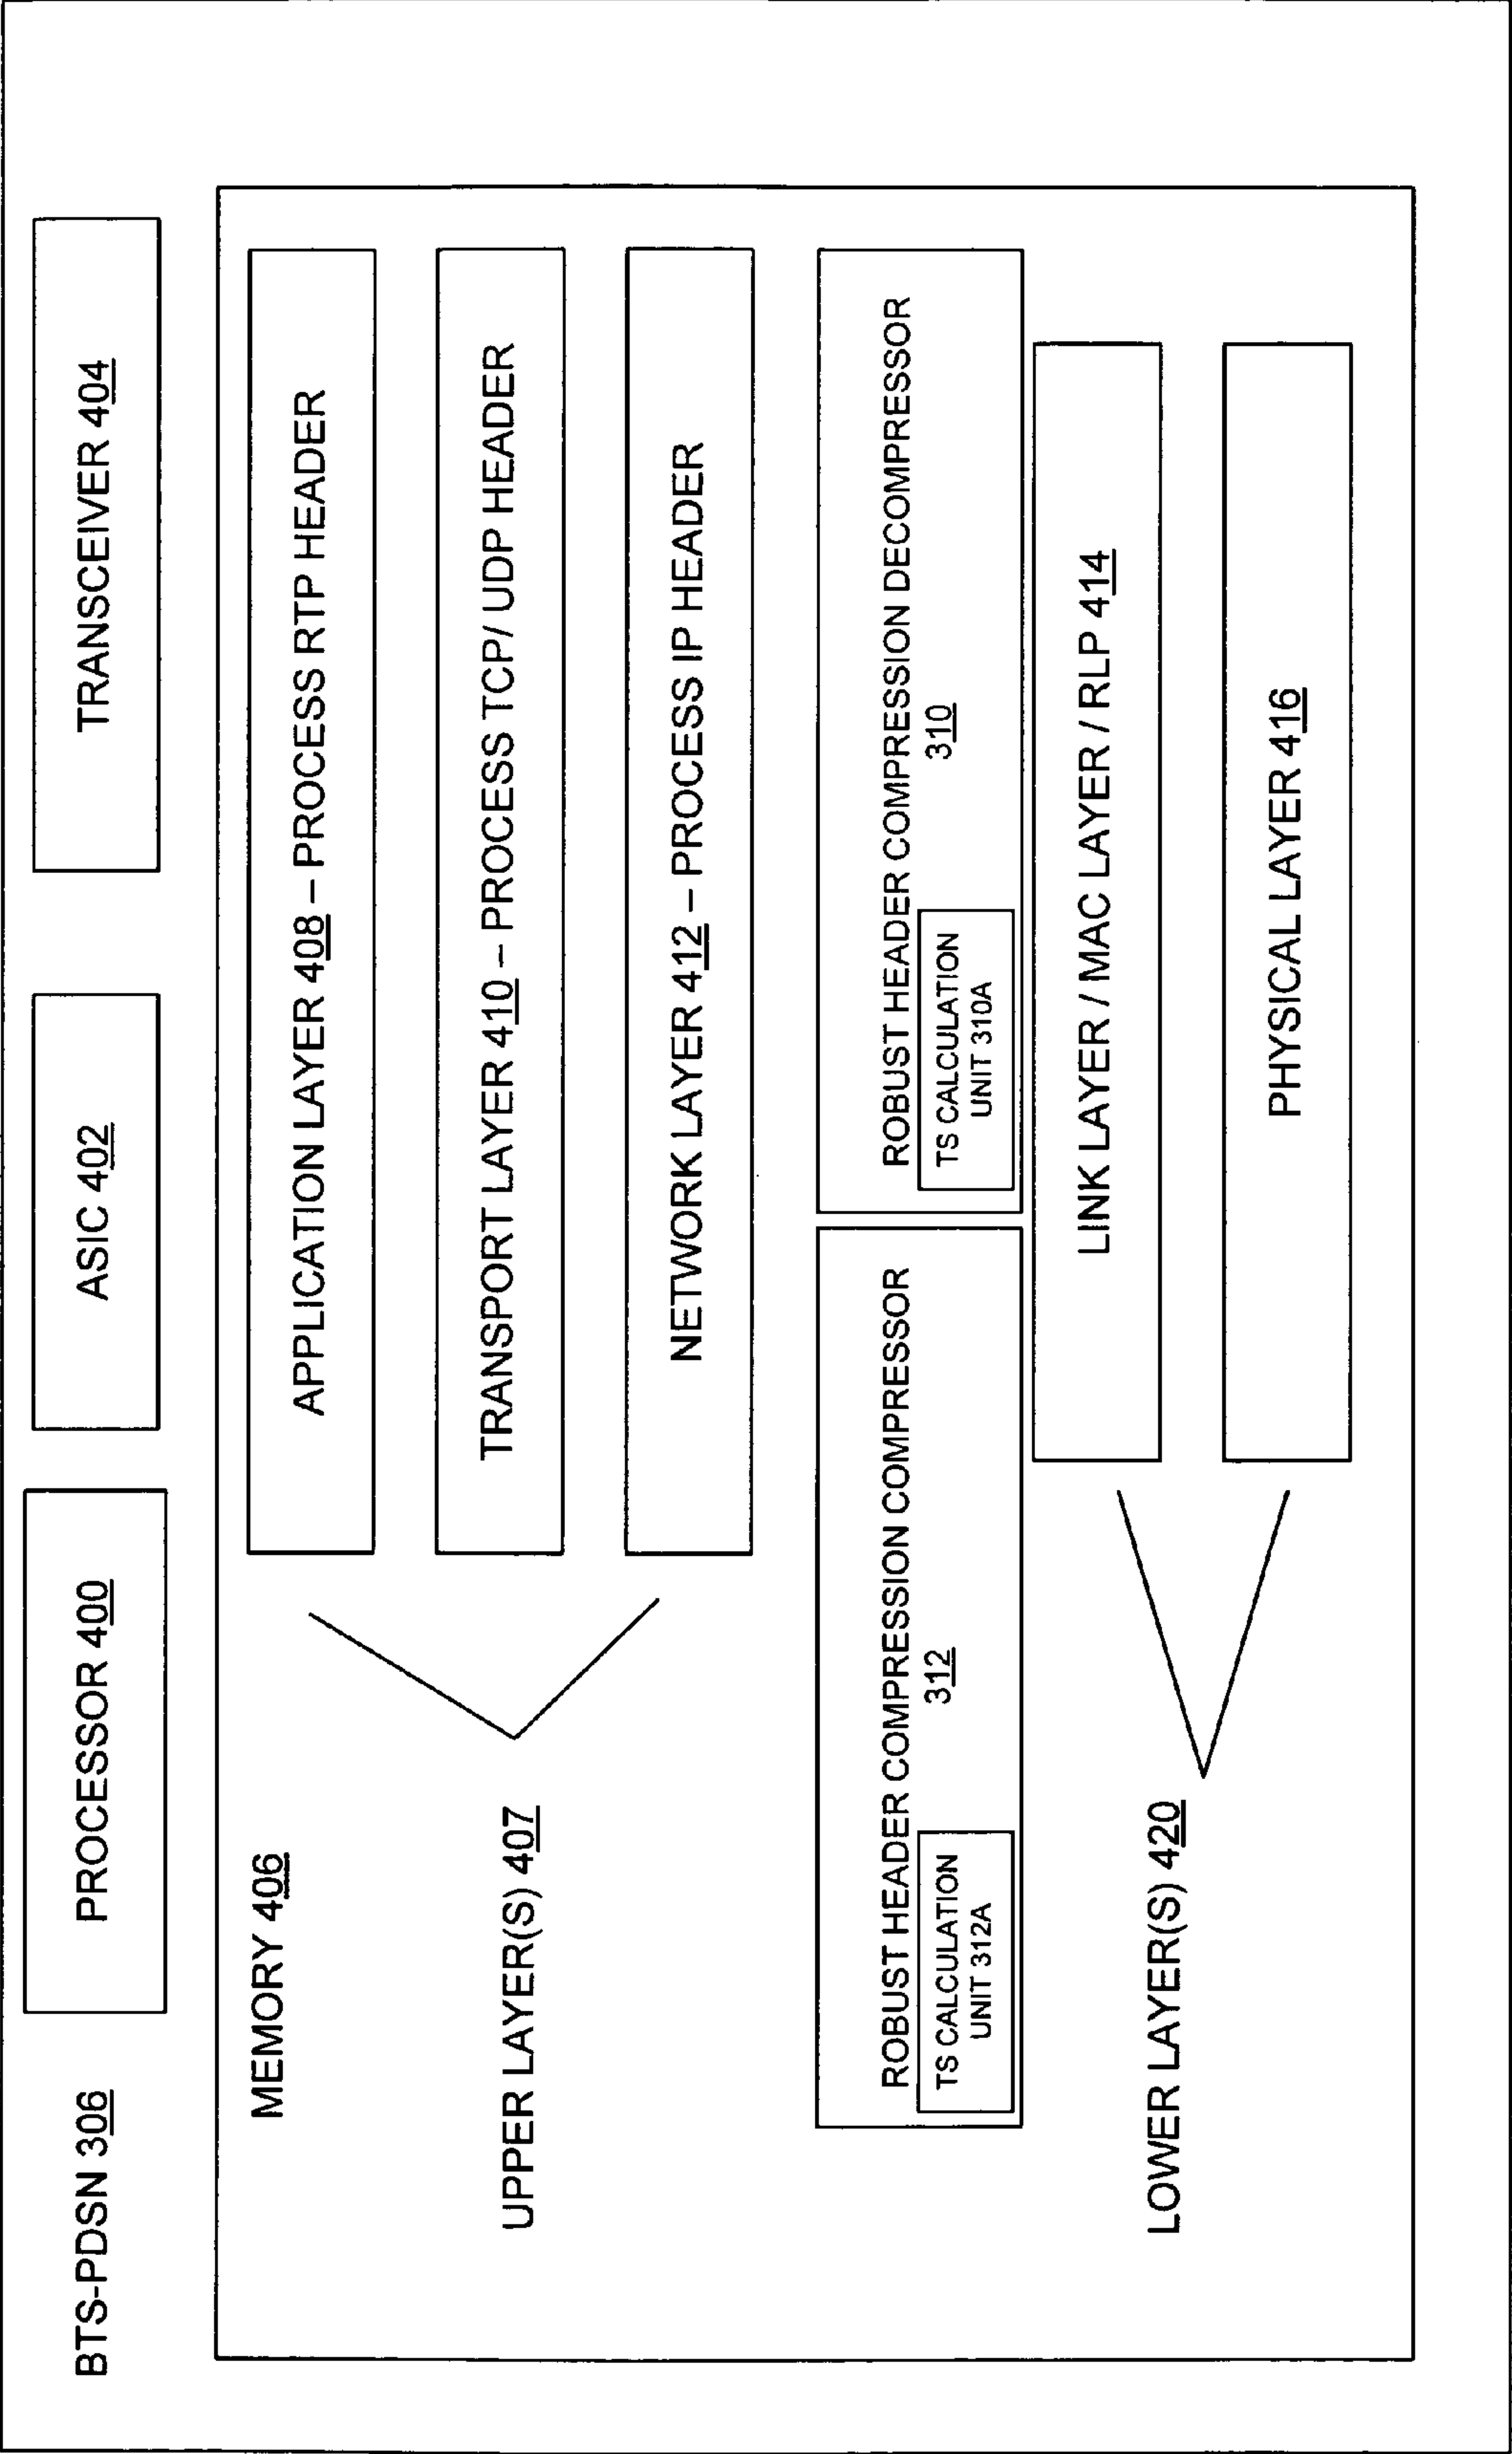 BTS-PDSN 306
PROCESSOR 400
ASIC 402
TRANSCEIVER 404
MEMORY 406
APPLICATION LAYER 408 – PROCESS RTP HEADER
UPPER LAYER(S) 407
TRANSPORT LAYER 410 – PROCESS TCP/ UDP HEADER
NETWORK LAYER 412 – PROCESS IP HEADER
ROBUST HEADER COMPRESSION COMPRESSOR
312
TS CALCULATION
UNIT 312A
ROBUST HEADER COMPRESSION DECOMPRESSOR
310
TS CALCULATION
UNIT 310A
LOWER LAYER(S) 420
LINK LAYER / MAC LAYER / RLP 414
PHYSICAL LAYER 416